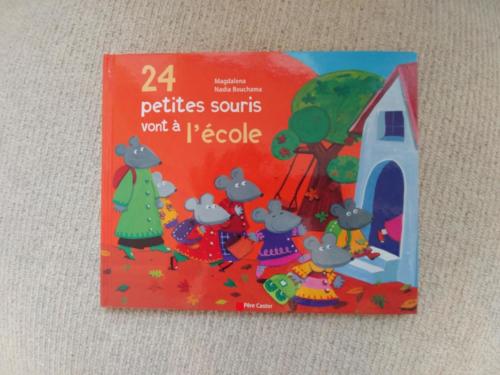 24
petites souris
vont à l'école
Magdalena
Nadia Bouchama
Père Castor